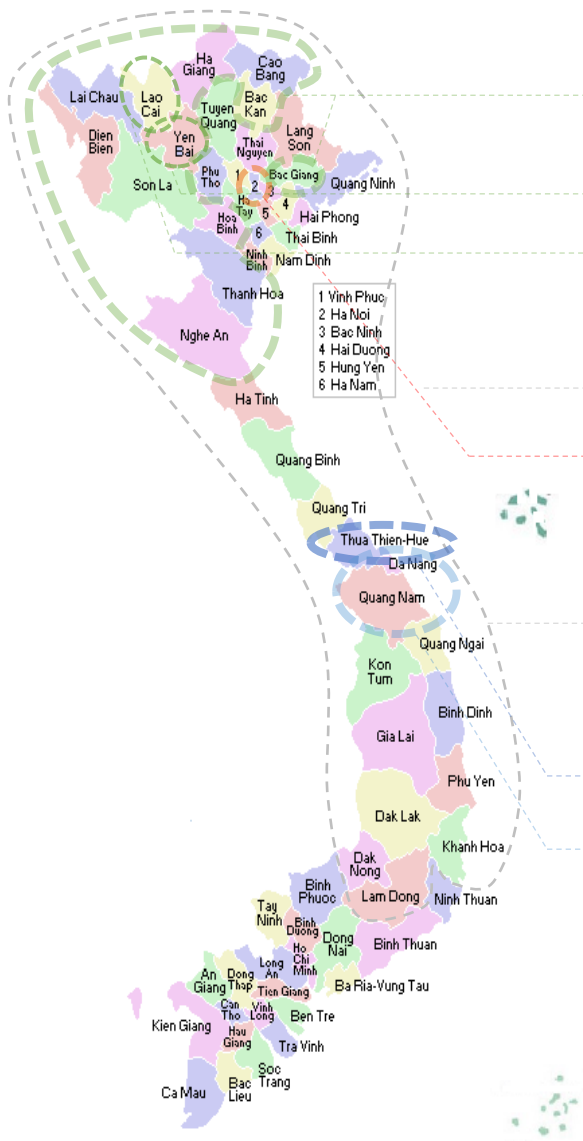 Ha
Giang
Cao
Bang
Lai Chau
Lao
Cai
Tuyen
Quang
Bac
Kan
Lang
Son
Dien
Bien
Yen
Bai
Thai
Nguyen
Son La
Phu
Tho
1
2
3
Bac Giang
Quang Ninh
Ha
Tay
4
5
Hai Phong
Hoa
Binh
6
Thai Binh
Ninh
Binh
Nam Dinh
Thanh Hoa
1 Vinh Phuc
2 Ha Noi
3 Bac Ninh
4 Hai Duong
5 Hung Yen
6 Ha Nam
Nghe An
Ha Tinh
Quang Binh
Quang Tri
Thua Thien-Hue
Da Nang
Quang Nam
Quang Ngai
Kon
Tum
Binh Dinh
Gia Lai
Phu Yen
Dak Lak
Khanh Hoa
Dak
Nong
Binh
Phuoc
Lam Dong
Ninh Thuan
Tay
Ninh
Binh
Duong
Dong
Nai
Binh Thuan
Ho
Chi
Minh
Long
An
An
Giang
Dong
Thap
Tien Giang
Ba Ria-Vung Tau
Can
Tho
Vinh
Long
Ben Tre
Kien Giang
Hau
Giang
Tra Vinh
Soc
Trang
Bac
Lieu
Ca Mau